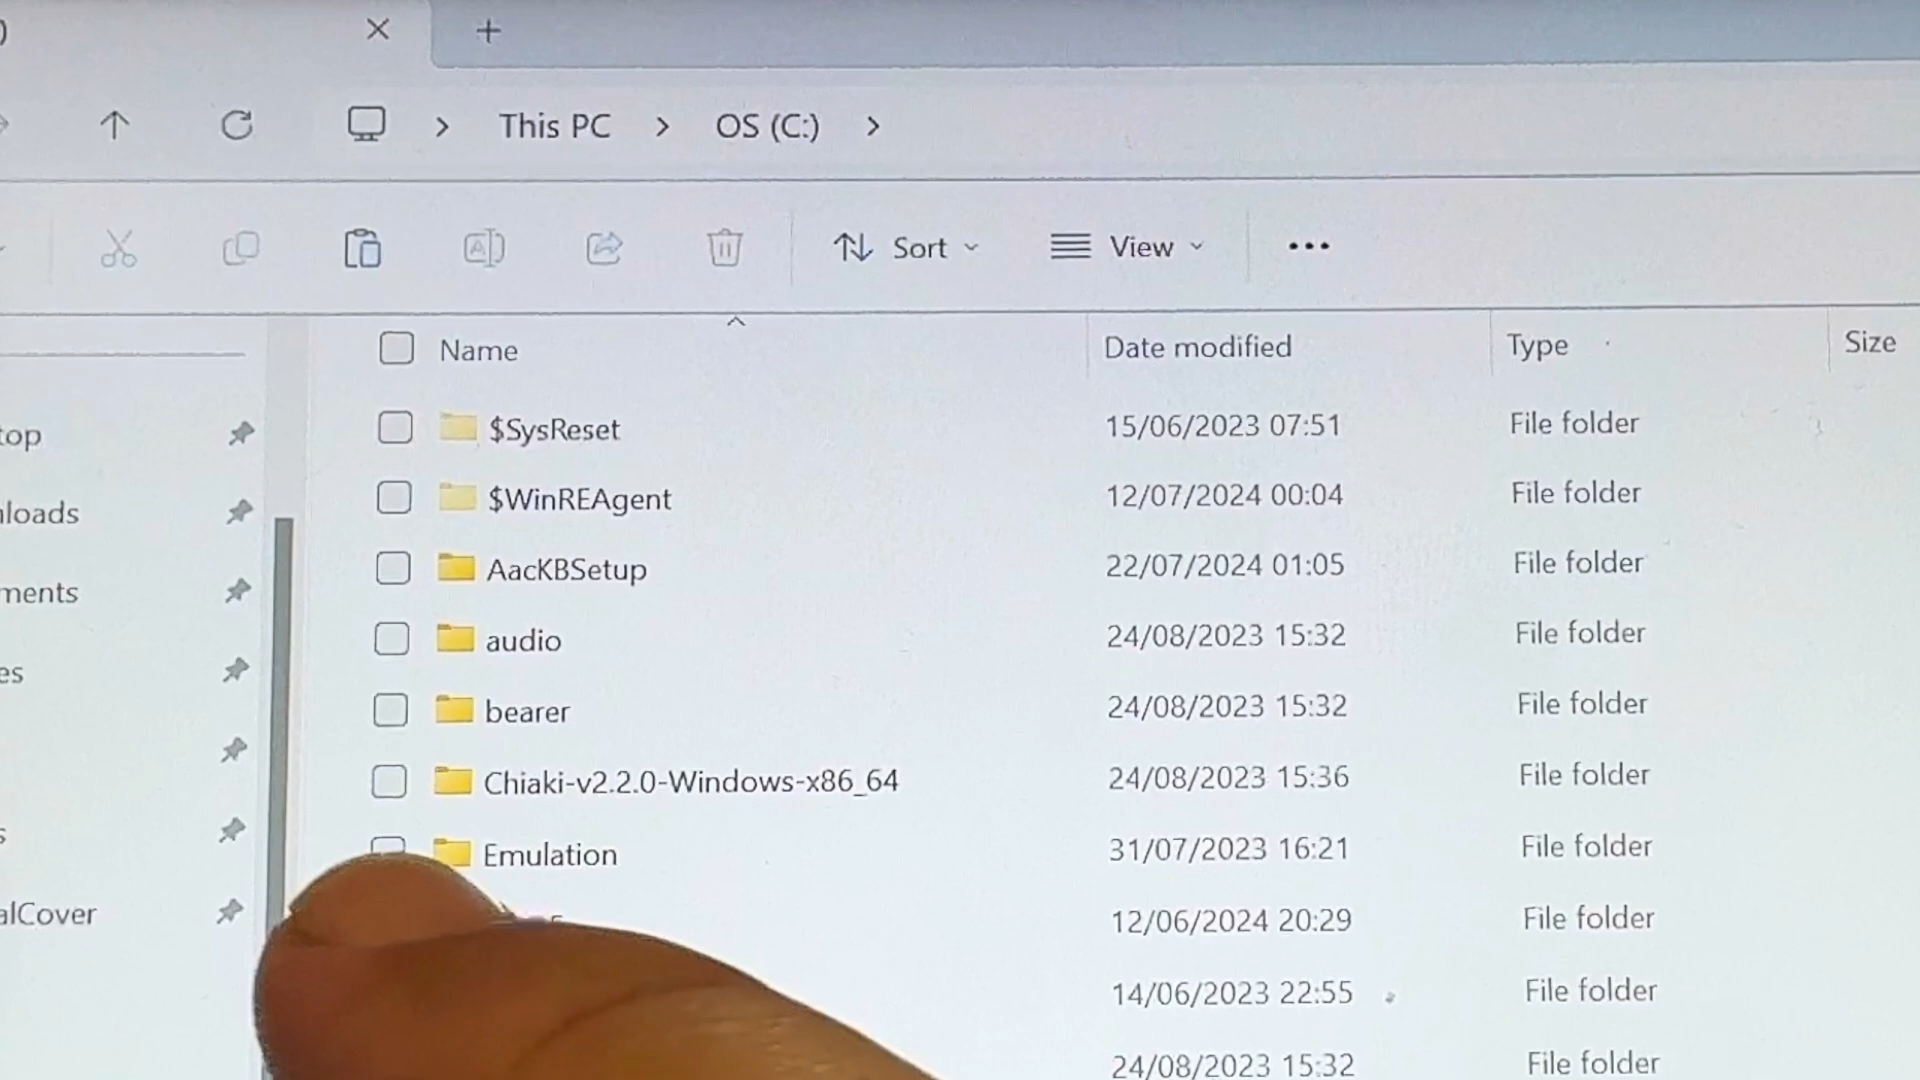 This PC > OS (C:) >
Sort View
Name Date modified Type Size
$SysReset 15/06/2023 07:51 File folder
$WinREAgent 12/07/2024 00:04 File folder
AacKBSetup 22/07/2024 01:05 File folder
audio 24/08/2023 15:32 File folder
bearer 24/08/2023 15:32 File folder
Chiaki-v2.2.0-Windows-x86_64 24/08/2023 15:36 File folder
Emulation 31/07/2023 16:21 File folder
12/06/2024 20:29 File folder
14/06/2023 22:55 File folder
24/08/2023 15:32 File folder
top
nloads
ments
es
s
alCover